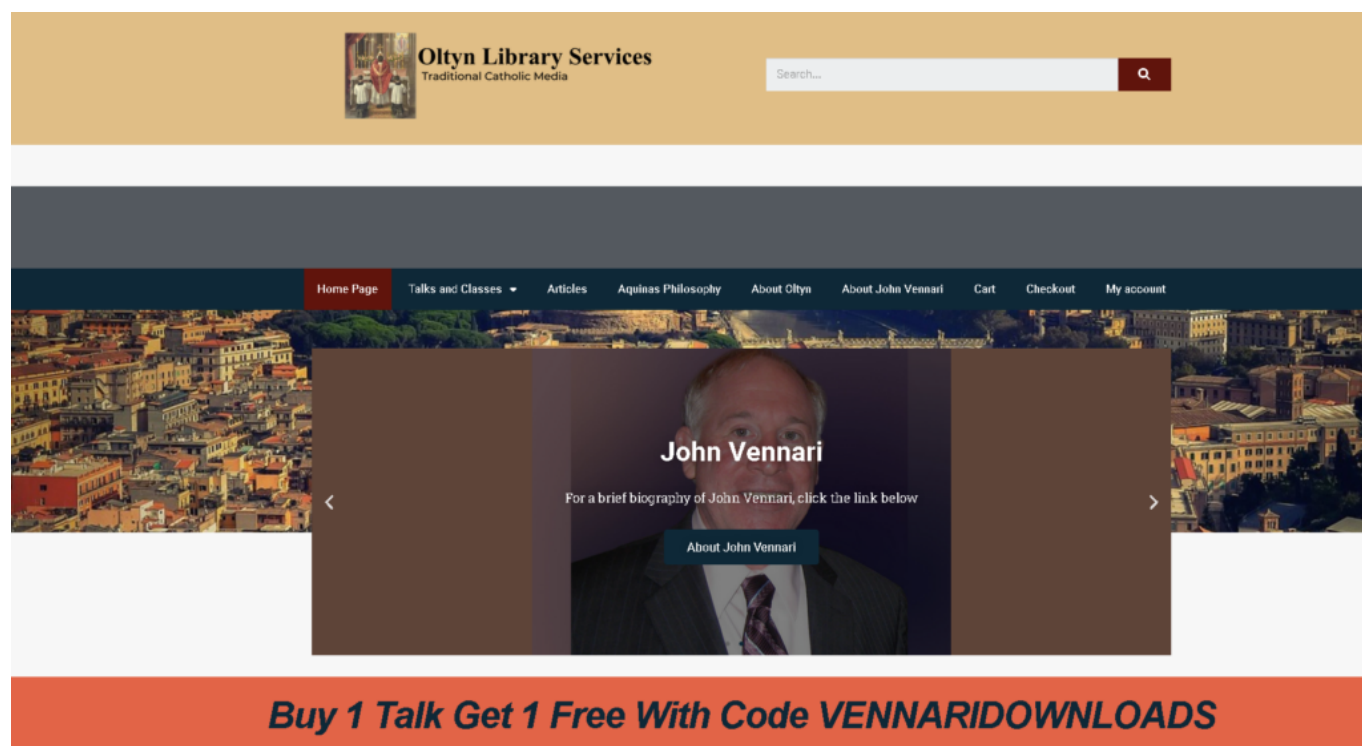 Oltyn Library Services
Traditional Catholic Media
Search...
Home Page Talks and Classes Articles Aquinas Philosophy About Oltyn About John Vennari Cart Checkout My account
John Vennari
For a brief biography of John Vennari, click the link below
About John Vennari
Buy 1 Talk Get 1 Free With Code VENNARIDOWNLOADS